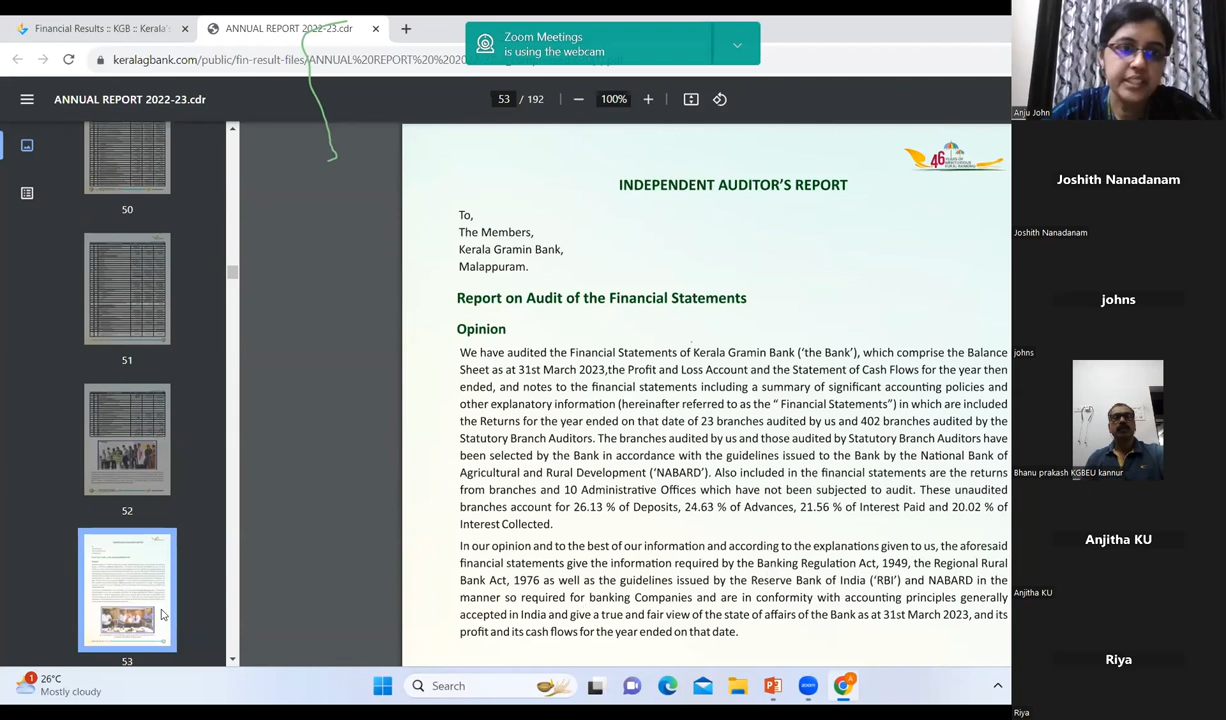 Financial Results :: KGB :: Kerala's
ANNUAL REPORT 2022-23.cdr
Zoom Meetings
is using the webcam
keralagbank.com/public/fin-result-files/ANNUAL%20REPORT%20%20
ANNUAL REPORT 2022-23.cdr
53 / 192
100%
50
51
52
53
46
INDEPENDENT AUDITOR'S REPORT
To,
The Members,
Kerala Gramin Bank,
Malappuram.
Report on Audit of the Financial Statements
Opinion
We have audited the Financial Statements of Kerala Gramin Bank ('the Bank'), which comprise the Balance
Sheet as at 31st March 2023,the Profit and Loss Account and the Statement of Cash Flows for the year then
ended, and notes to the financial statements including a summary of significant accounting policies and
other explanatory information (hereinafter referred to as the " Financial Statements") in which are included
the Returns for the year ended on that date of 23 branches audited by us and 402 branches audited by the
Statutory Branch Auditors. The branches audited by us and those audited by Statutory Branch Auditors have
been selected by the Bank in accordance with the guidelines issued to the Bank by the National Bank of
Agricultural and Rural Development ('NABARD'). Also included in the financial statements are the returns
from branches and 10 Administrative Offices which have not been subjected to audit. These unaudited
branches account for 26.13 % of Deposits, 24.63 % of Advances, 21.56 % of Interest Paid and 20.02 % of
Interest Collected.
In our opinion and to the best of our information and according to the explanations given to us, the aforesaid
financial statements give the information required by the Banking Regulation Act, 1949, the Regional Rural
Bank Act, 1976 as well as the guidelines issued by the Reserve Bank of India ('RBI') and NABARD in the
manner so required for banking Companies and are in conformity with accounting principles generally
accepted in India and give a true and fair view of the state of affairs of the Bank as at 31st March 2023, and its
profit and its cash flows for the year ended on that date.
Anju John
Joshith Nanadanam
Joshith Nanadanam
johns
johns
Bhanu prakash KGBEU kannur
Anjitha KU
Anjitha KU
Riya
Riya
1
26°C
Mostly cloudy
Search